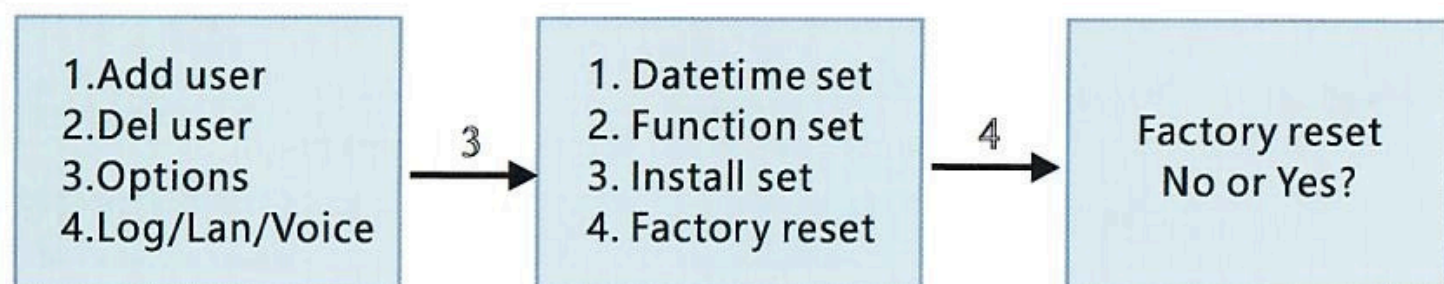 1.Add user
2.Del user
3.Options
4.Log/Lan/Voice
3
1. Datetime set
2. Function set
3. Install set
4. Factory reset
4
Factory reset
No or Yes?